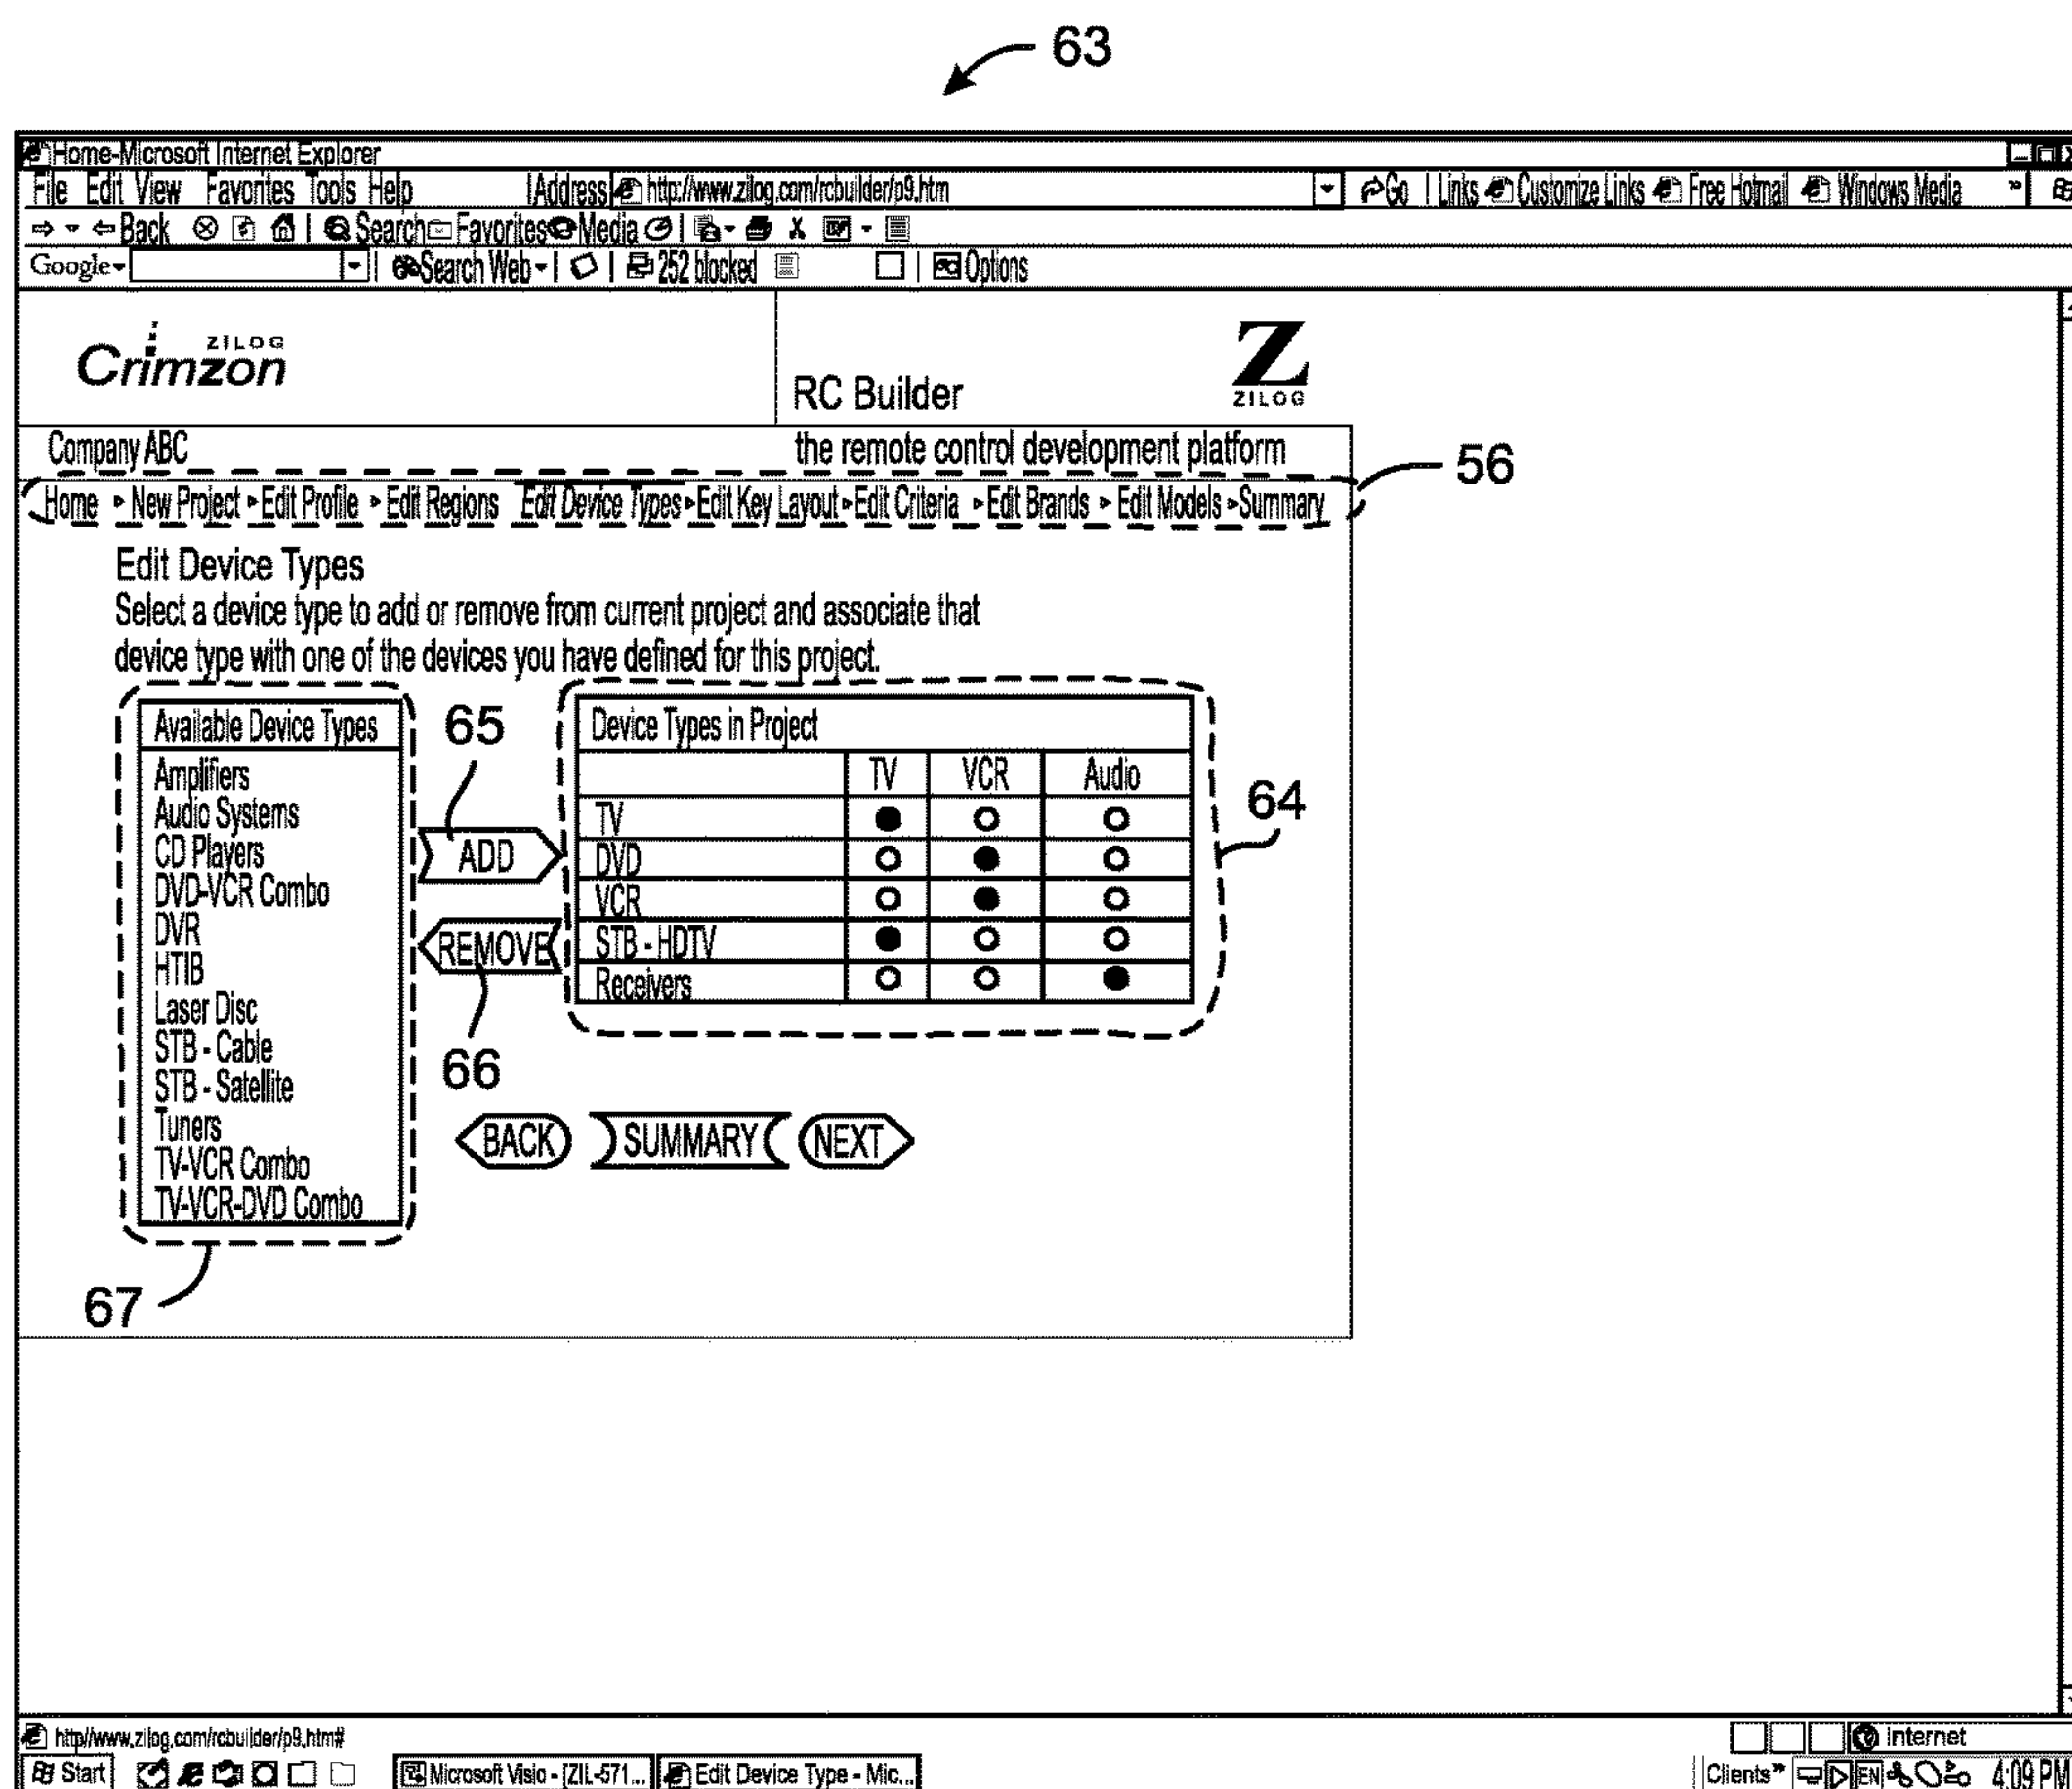 63
Home-Microsoft Internet Explorer
File Edit View Favorites Tools Help Address http://www.zilog.com/rcbuilder/p9.htm Go Links Customize Links Free Hotmail Windows Media »
Back Search Favorites Media
Google Search Web 252 blocked Options
ZILOG
Crimzon
RC Builder
Z
ZILOG
Company ABC the remote control development platform
56
Home ▸ New Project ▸ Edit Profile ▸ Edit Regions Edit Device Types ▸ Edit Key Layout ▸ Edit Criteria ▸ Edit Brands ▸ Edit Models ▸ Summary
Edit Device Types
Select a device type to add or remove from current project and associate that
device type with one of the devices you have defined for this project.
Available Device Types
Amplifiers
Audio Systems
CD Players
DVD-VCR Combo
DVR
HTIB
Laser Disc
STB - Cable
STB - Satellite
Tuners
TV-VCR Combo
TV-VCR-DVD Combo
67
65
ADD
REMOVE
66
Device Types in Project
TV VCR Audio
TV
DVD
VCR
STB - HDTV
Receivers
64
BACK SUMMARY NEXT
http//www.zilog.com/rcbuilder/p9.htm# Internet
Start Microsoft Visio - [ZIL-571... Edit Device Type - Mic... Clients» EN 4:09 PM